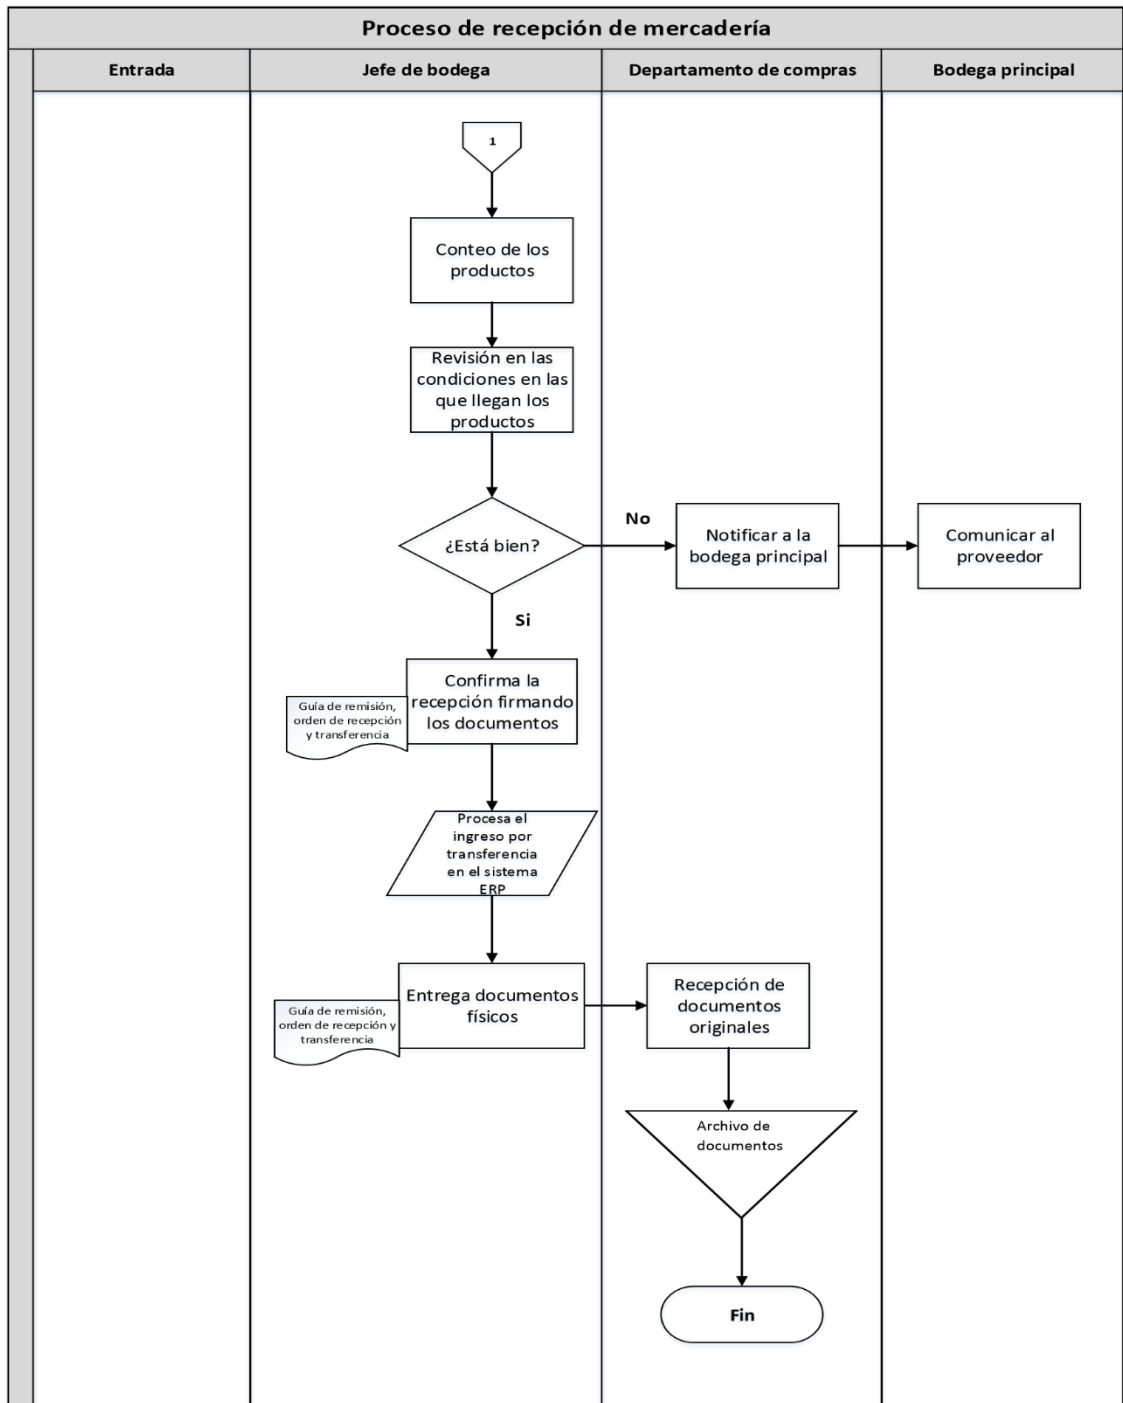 Proceso de recepción de mercadería
Entrada
Jefe de bodega
Departamento de compras
Bodega principal
1
Conteo de los
productos
Revisión en las
condiciones en las
que llegan los
productos
¿Está bien?
No
Notificar a la
bodega principal
Comunicar al
proveedor
Si
Confirma la
recepción firmando
los documentos
Guía de remisión,
orden de recepción
y transferencia
Procesa el
ingreso por
transferencia
en el sistema
ERP
Entrega documentos
físicos
Guía de remisión,
orden de recepción y
transferencia
Recepción de
documentos
originales
Archivo de
documentos
Fin